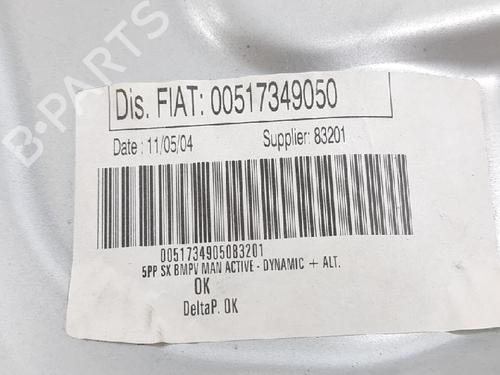 B-PARTS
Dis. FIAT: 00517349050
Date : 11/05/04 Supplier: 83201
0051734905083201
5PP SX BMPV MAN ACTIVE - DYNAMIC + ALT.
OK
DeltaP. OK